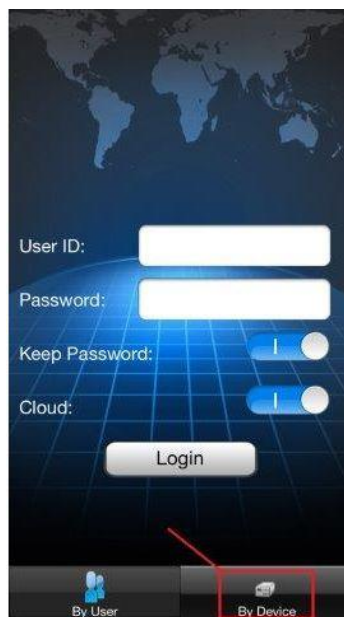 User ID:
Password:
Keep Password:
Cloud:
Login
By User
By Device